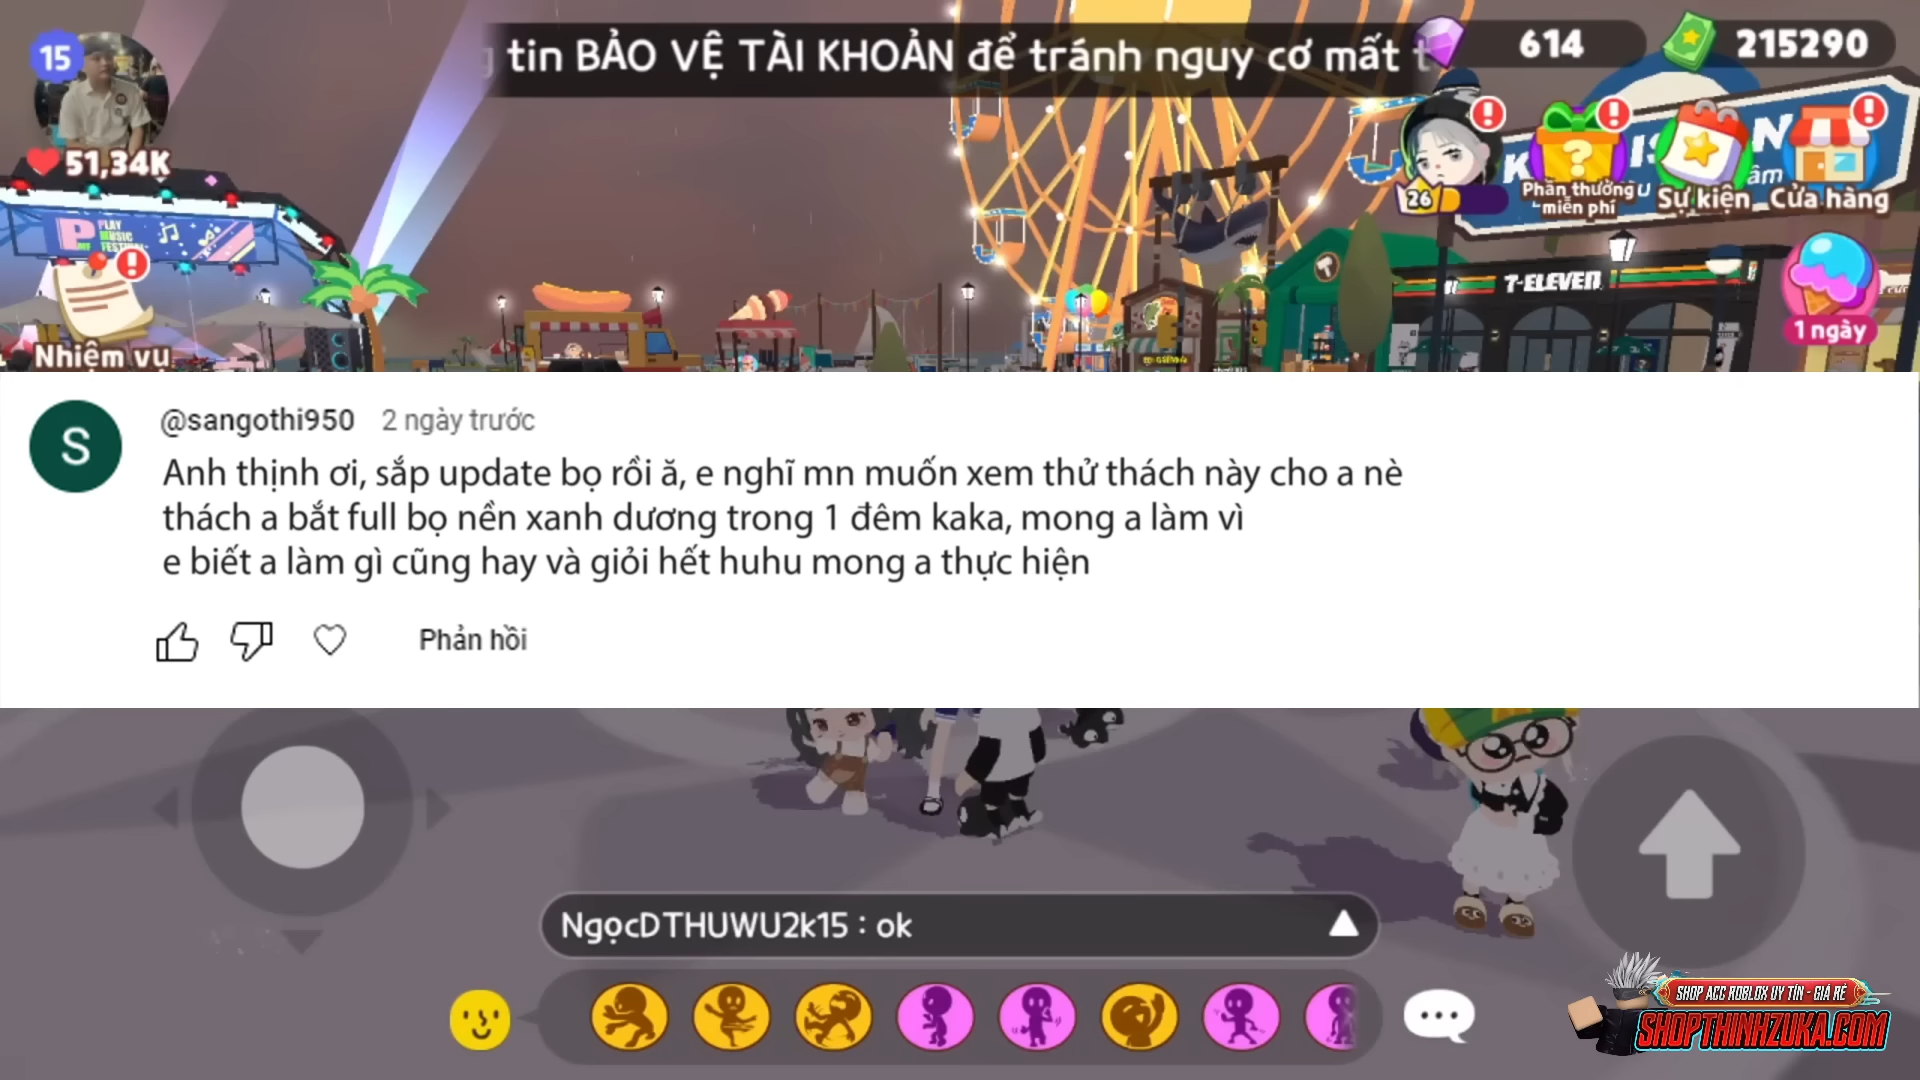 15
tin BẢO VỆ TÀI KHOẢN để tránh nguy cơ mất t
614
215290
51,34K
26
Phần thưởng
miễn phí
Sự kiện
Cửa hàng
PLAY
MUSIC
FESTIVAL
7-ELEVEN
Nhiệm vụ
1 ngày
S
@sangothi950 2 ngày trước
Anh thịnh ơi, sắp update bọ rồi ă, e nghĩ mn muốn xem thử thách này cho a nè
thách a bắt full bọ nền xanh dương trong 1 đêm kaka, mong a làm vì
e biết a làm gì cũng hay và giỏi hết huhu mong a thực hiện
Phản hồi
NgọcDTHUWU2k15 : ok
SHOP ACC ROBLOX UY TÍN - GIÁ RẺ
SHOPTHINHZUKA.COM